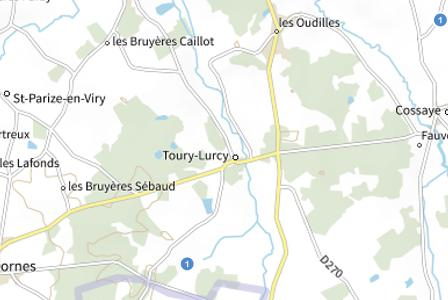 les Oudilles
1
les Bruyères Caillot
St-Parize-en-Viry
Cossaye
Toury-Lurcy
les Lafonds
les Bruyères Sébaud
D270
1